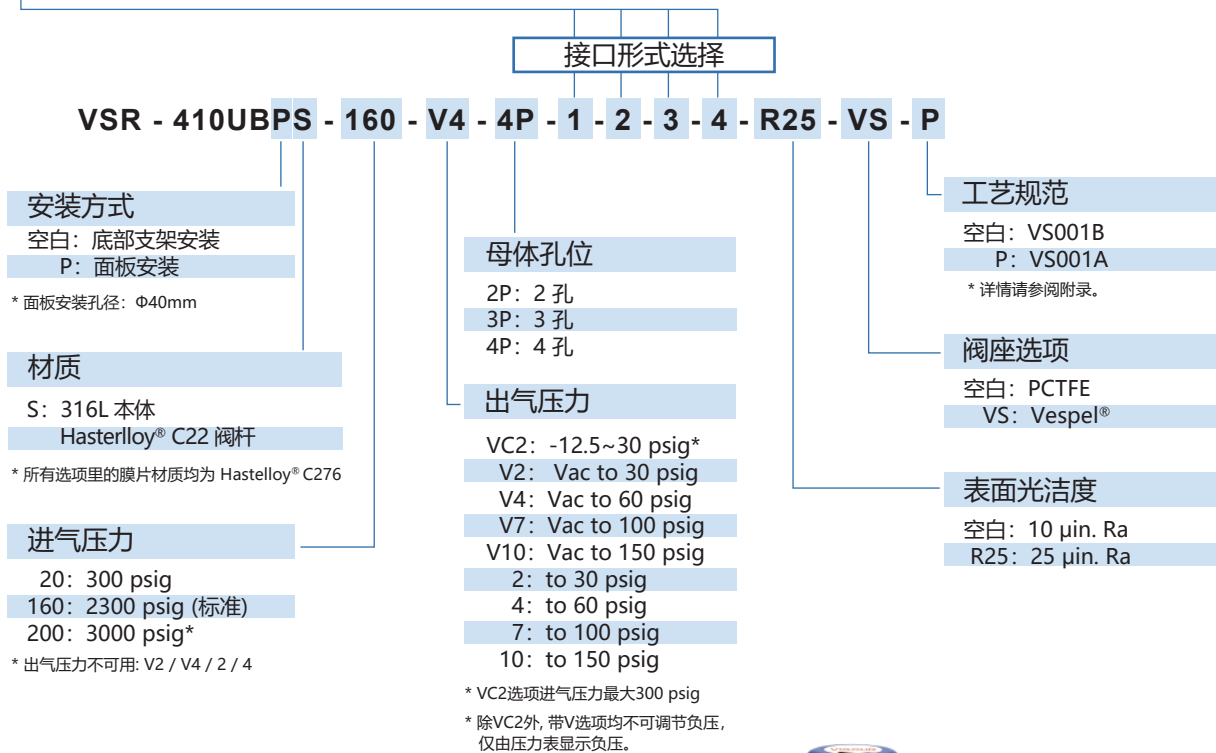 接口形式选择
VSR - 410UBPS - 160 - V4 - 4P - 1 - 2 - 3 - 4 - R25 - VS - P
安装方式
空白：底部支架安装
P：面板安装
* 面板安装孔径：Φ40mm
材质
S：316L 本体
Hasterlloy® C22 阀杆
* 所有选项里的膜片材质均为 Hastelloy® C276
进气压力
20：300 psig
160：2300 psig (标准)
200：3000 psig*
* 出气压力不可用: V2 / V4 / 2 / 4
母体孔位
2P：2 孔
3P：3 孔
4P：4 孔
出气压力
VC2：-12.5~30 psig*
V2：Vac to 30 psig
V4：Vac to 60 psig
V7：Vac to 100 psig
V10：Vac to 150 psig
2：to 30 psig
4：to 60 psig
7：to 100 psig
10：to 150 psig
* VC2选项进气压力最大300 psig
* 除VC2外, 带V选项均不可调节负压，
仅由压力表显示负压。
工艺规范
空白：VS001B
P：VS001A
* 详情请参阅附录。
阀座选项
空白：PCTFE
VS：Vespel®
表面光洁度
空白：10 μin. Ra
R25：25 μin. Ra